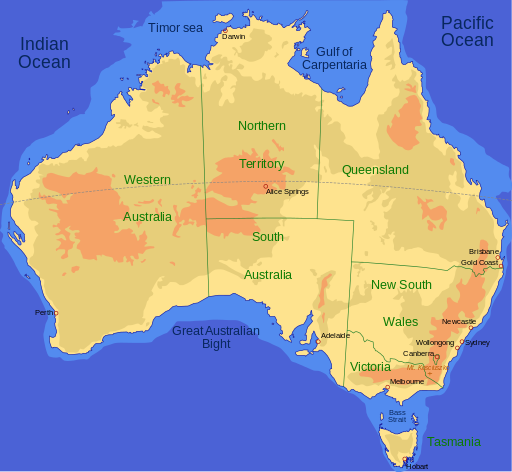 Indian
Ocean
Timor sea
Pacific
Ocean
Darwin
Gulf of
Carpentaria
Northern
Territory
Queensland
Western
Alice Springs
Australia
South
Australia
Brisbane
Gold Coast
New South
Wales
Perth
Great Australian
Bight
Adelaide
Newcastle
Wollongong
Sydney
Canberra
Victoria
Mt. Kosciuszko
Melbourne
Bass
Strait
Tasmania
Hobart